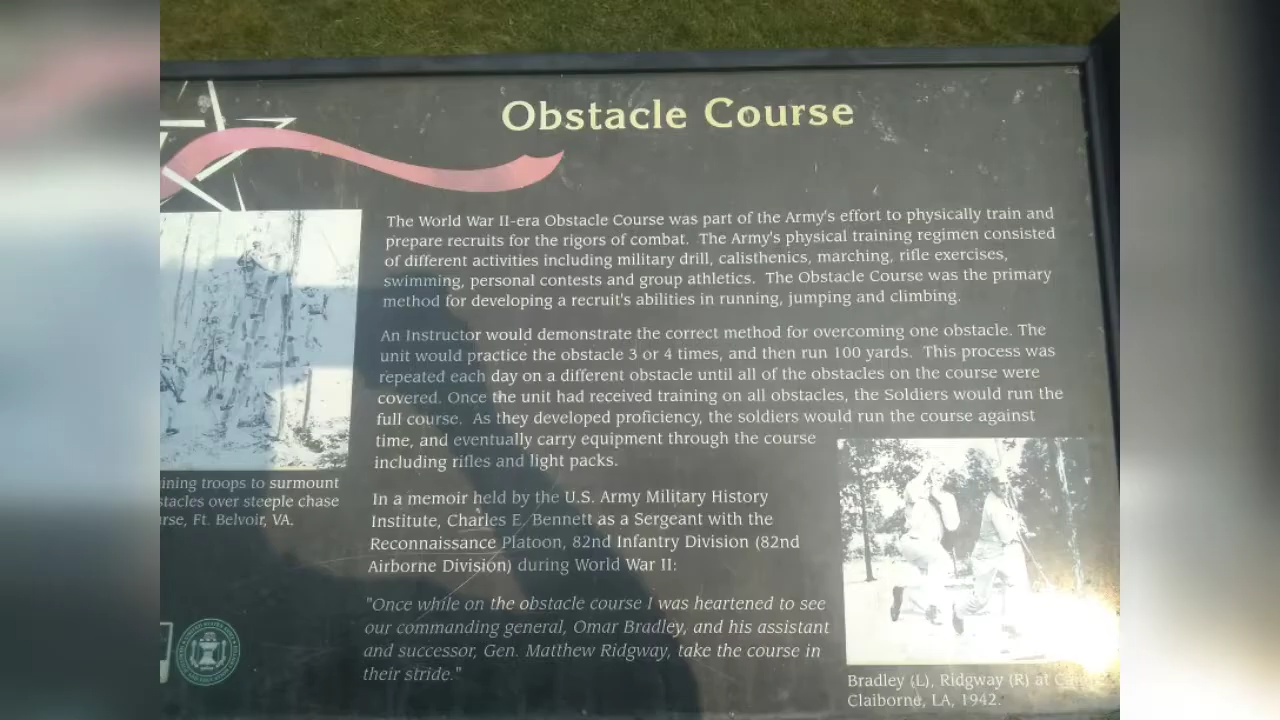 Obstacle Course
The World War II-era Obstacle Course was part of the Army's effort to physically train and
prepare recruits for the rigors of combat. The Army's physical training regimen consisted
of different activities including military drill, calisthenics, marching, rifle exercises,
swimming, personal contests and group athletics. The Obstacle Course was the primary
method for developing a recruit's abilities in running, jumping and climbing.
An Instructor would demonstrate the correct method for overcoming one obstacle. The
unit would practice the obstacle 3 or 4 times, and then run 100 yards. This process was
repeated each day on a different obstacle until all of the obstacles on the course were
covered. Once the unit had received training on all obstacles, the Soldiers would run the
full course. As they developed proficiency, the soldiers would run the course against
time, and eventually carry equipment through the course
including rifles and light packs.
In a memoir held by the U.S. Army Military History
Institute, Charles E. Bennett as a Sergeant with the
Reconnaissance Platoon, 82nd Infantry Division (82nd
Airborne Division) during World War II:
"Once while on the obstacle course I was heartened to see
our commanding general, Omar Bradley, and his assistant
and successor, Gen. Matthew Ridgway, take the course in
their stride."
ining troops to surmount
stacles over steeple chase
rse, Ft. Belvoir, VA.
Bradley (L), Ridgway (R) at
Claiborne, LA, 1942.